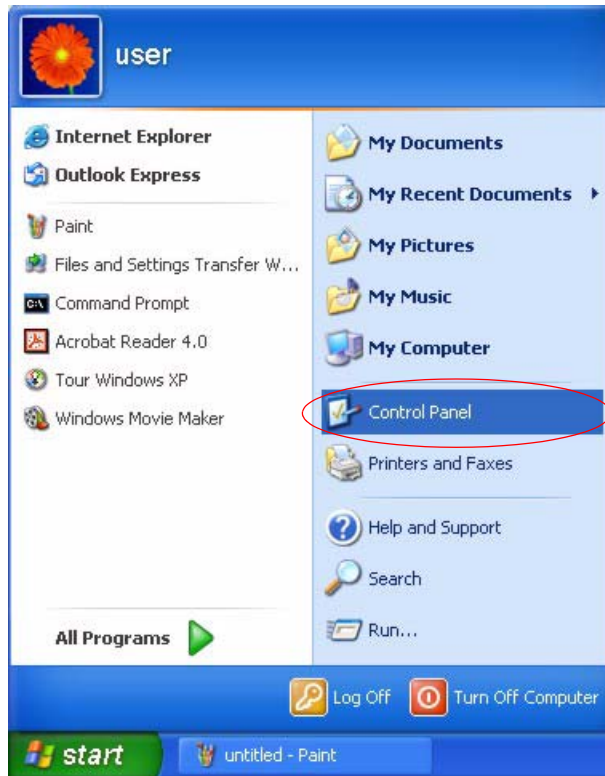 user
Internet Explorer
Outlook Express
Paint
Files and Settings Transfer W...
Command Prompt
Acrobat Reader 4.0
Tour Windows XP
Windows Movie Maker
All Programs
My Documents
My Recent Documents
My Pictures
My Music
My Computer
Control Panel
Printers and Faxes
Help and Support
Search
Run...
Log Off
Turn Off Computer
start
untitled - Paint